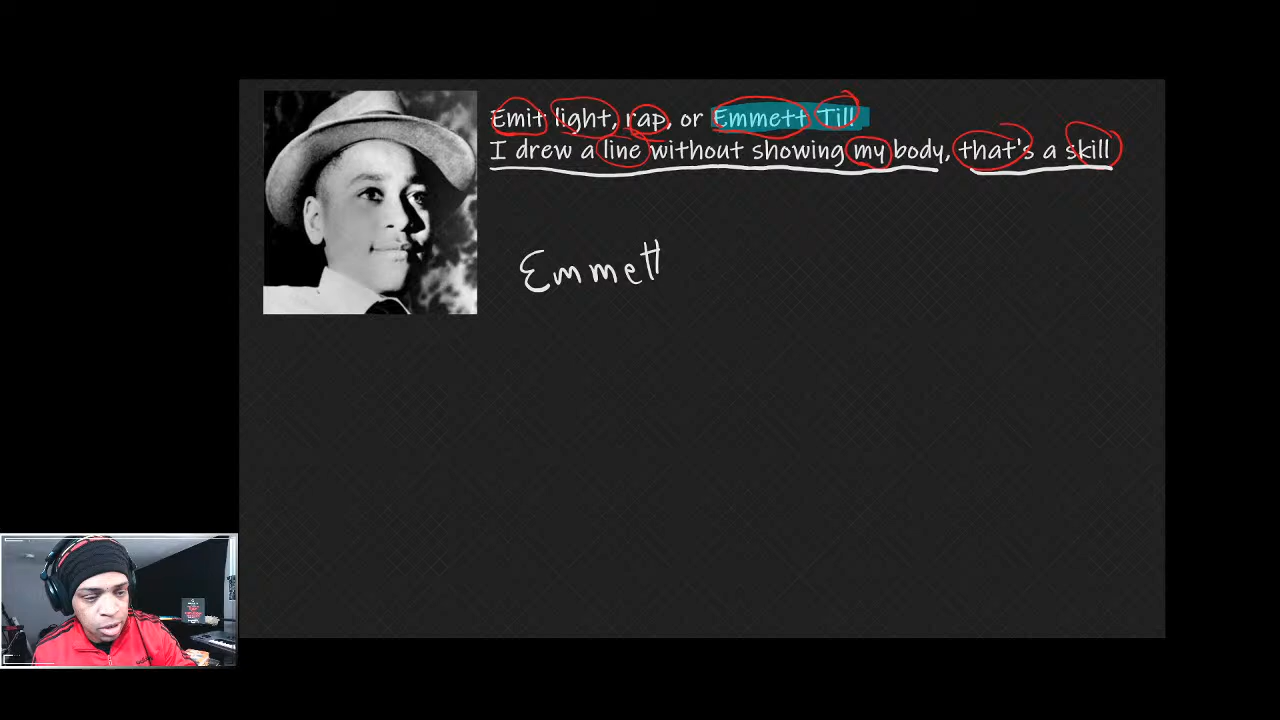 Emit light, rap, or Emmett Till
I drew a line without showing my body, that's a skill
Emmett